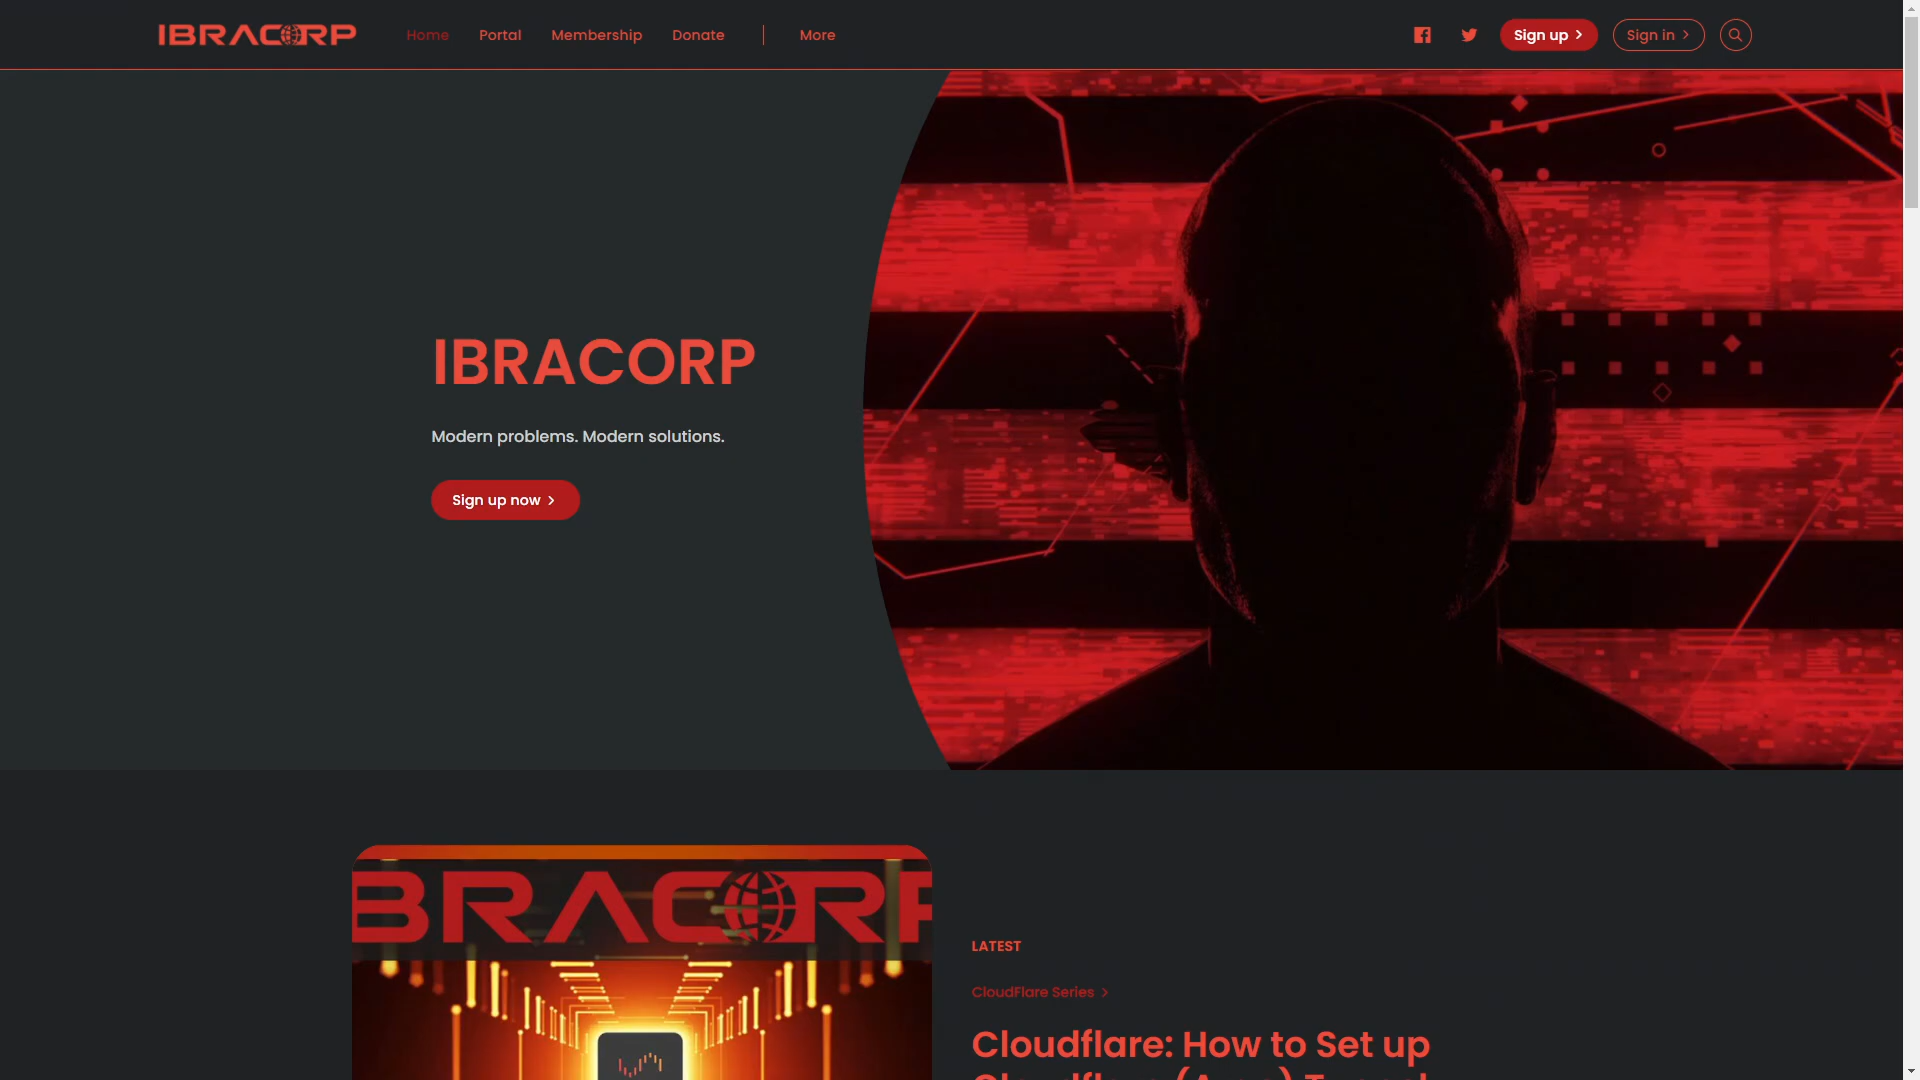 IBRACORP
Home
Portal
Membership
Donate
More
Sign up
Sign in
IBRACORP
Modern problems. Modern solutions.
Sign up now
BRACORP
LATEST
CloudFlare Series
Cloudflare: How to Set up